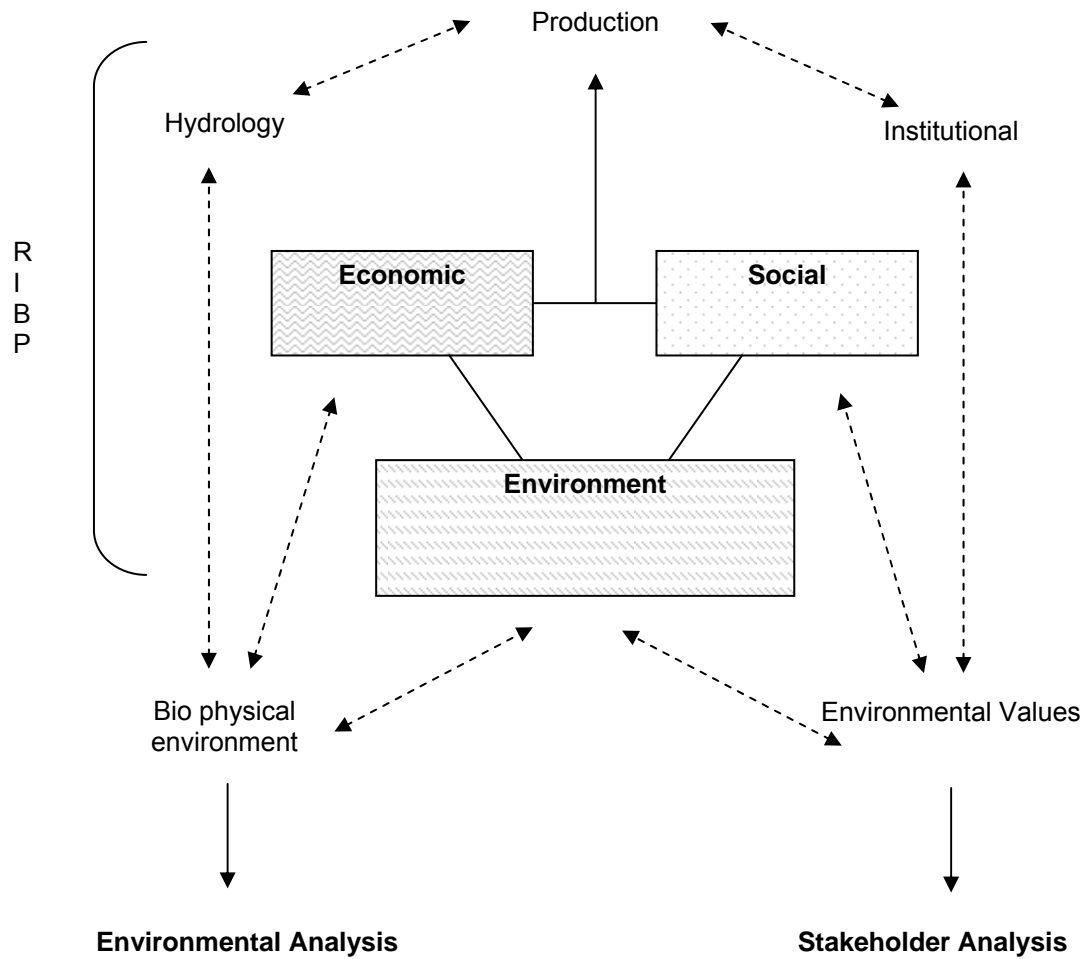 Production
Hydrology
Institutional
R
I
B
P
Economic
Social
Environment
Bio physical
environment
Environmental Values
Environmental Analysis
Stakeholder Analysis